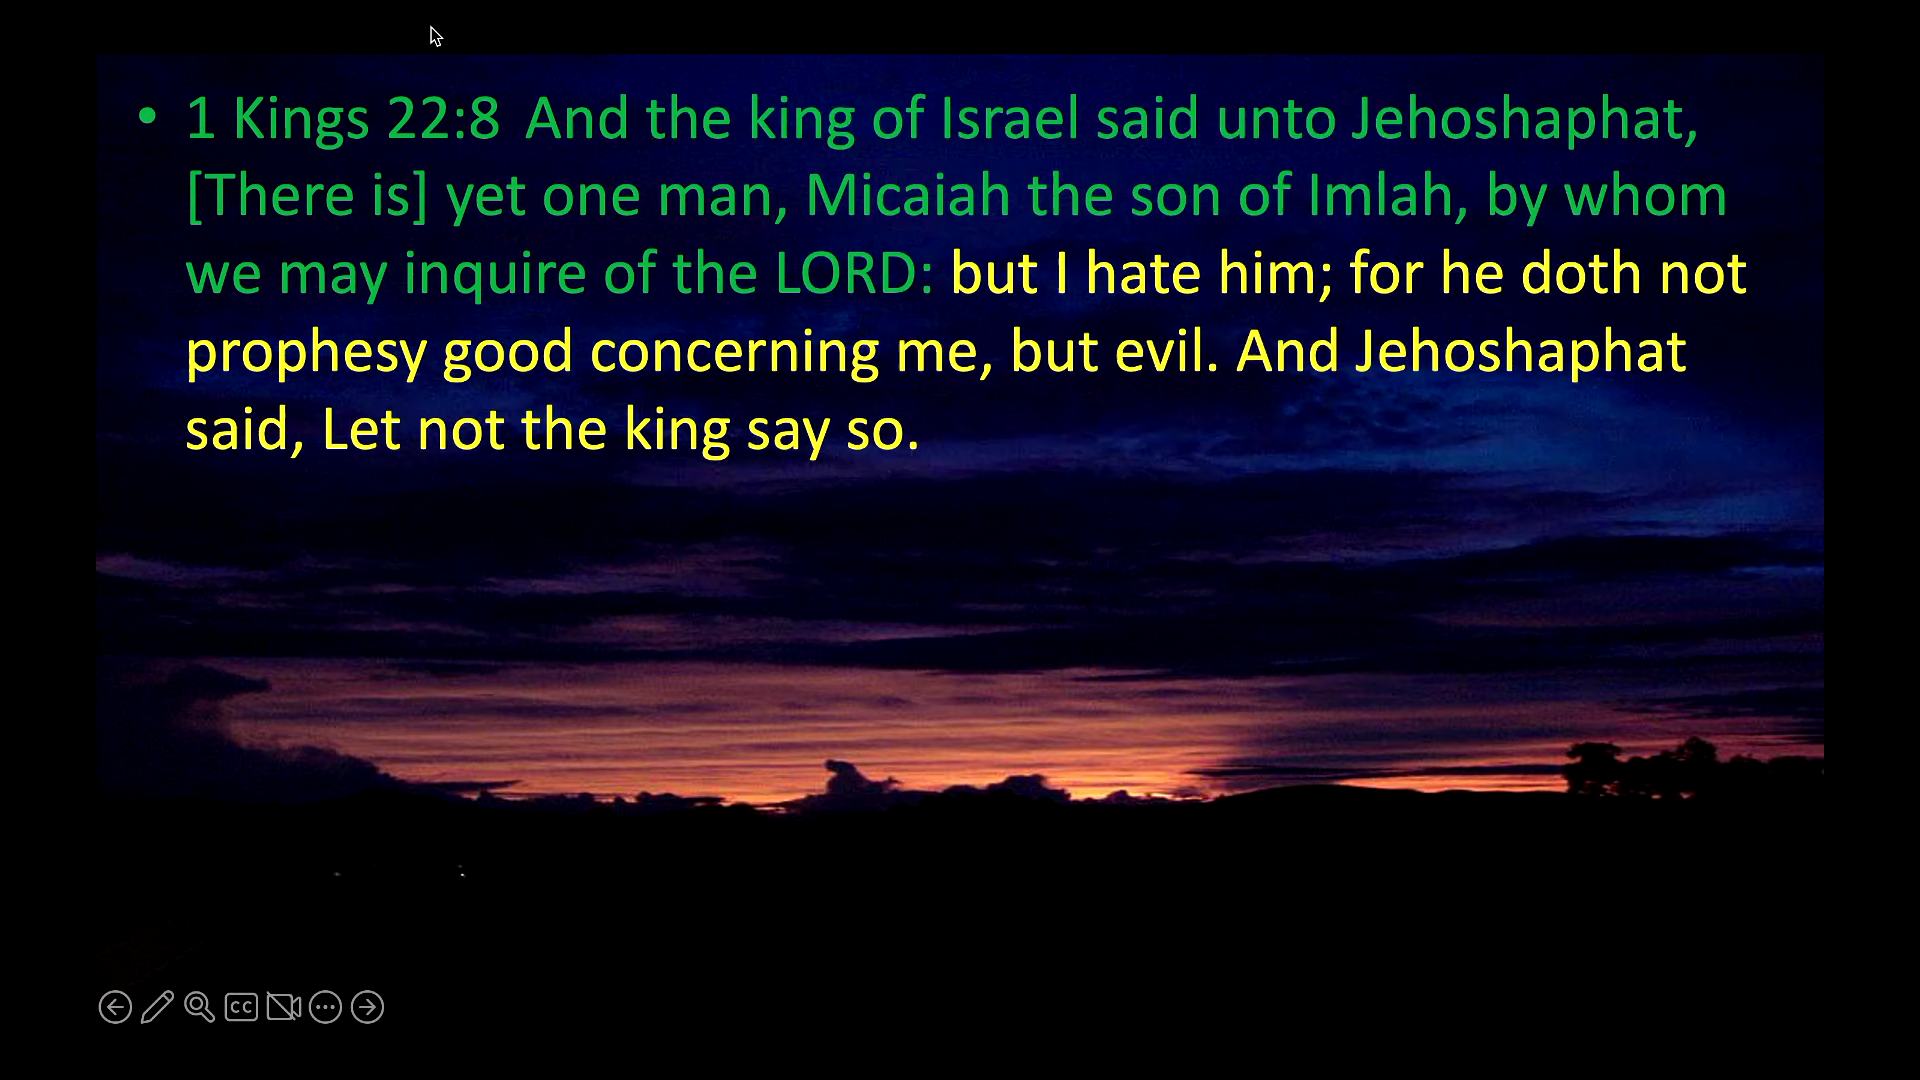 • 1 Kings 22:8  And the king of Israel said unto Jehoshaphat,
[There is] yet one man, Micaiah the son of Imlah, by whom
we may inquire of the LORD: but I hate him; for he doth not
prophesy good concerning me, but evil. And Jehoshaphat
said, Let not the king say so.
CC